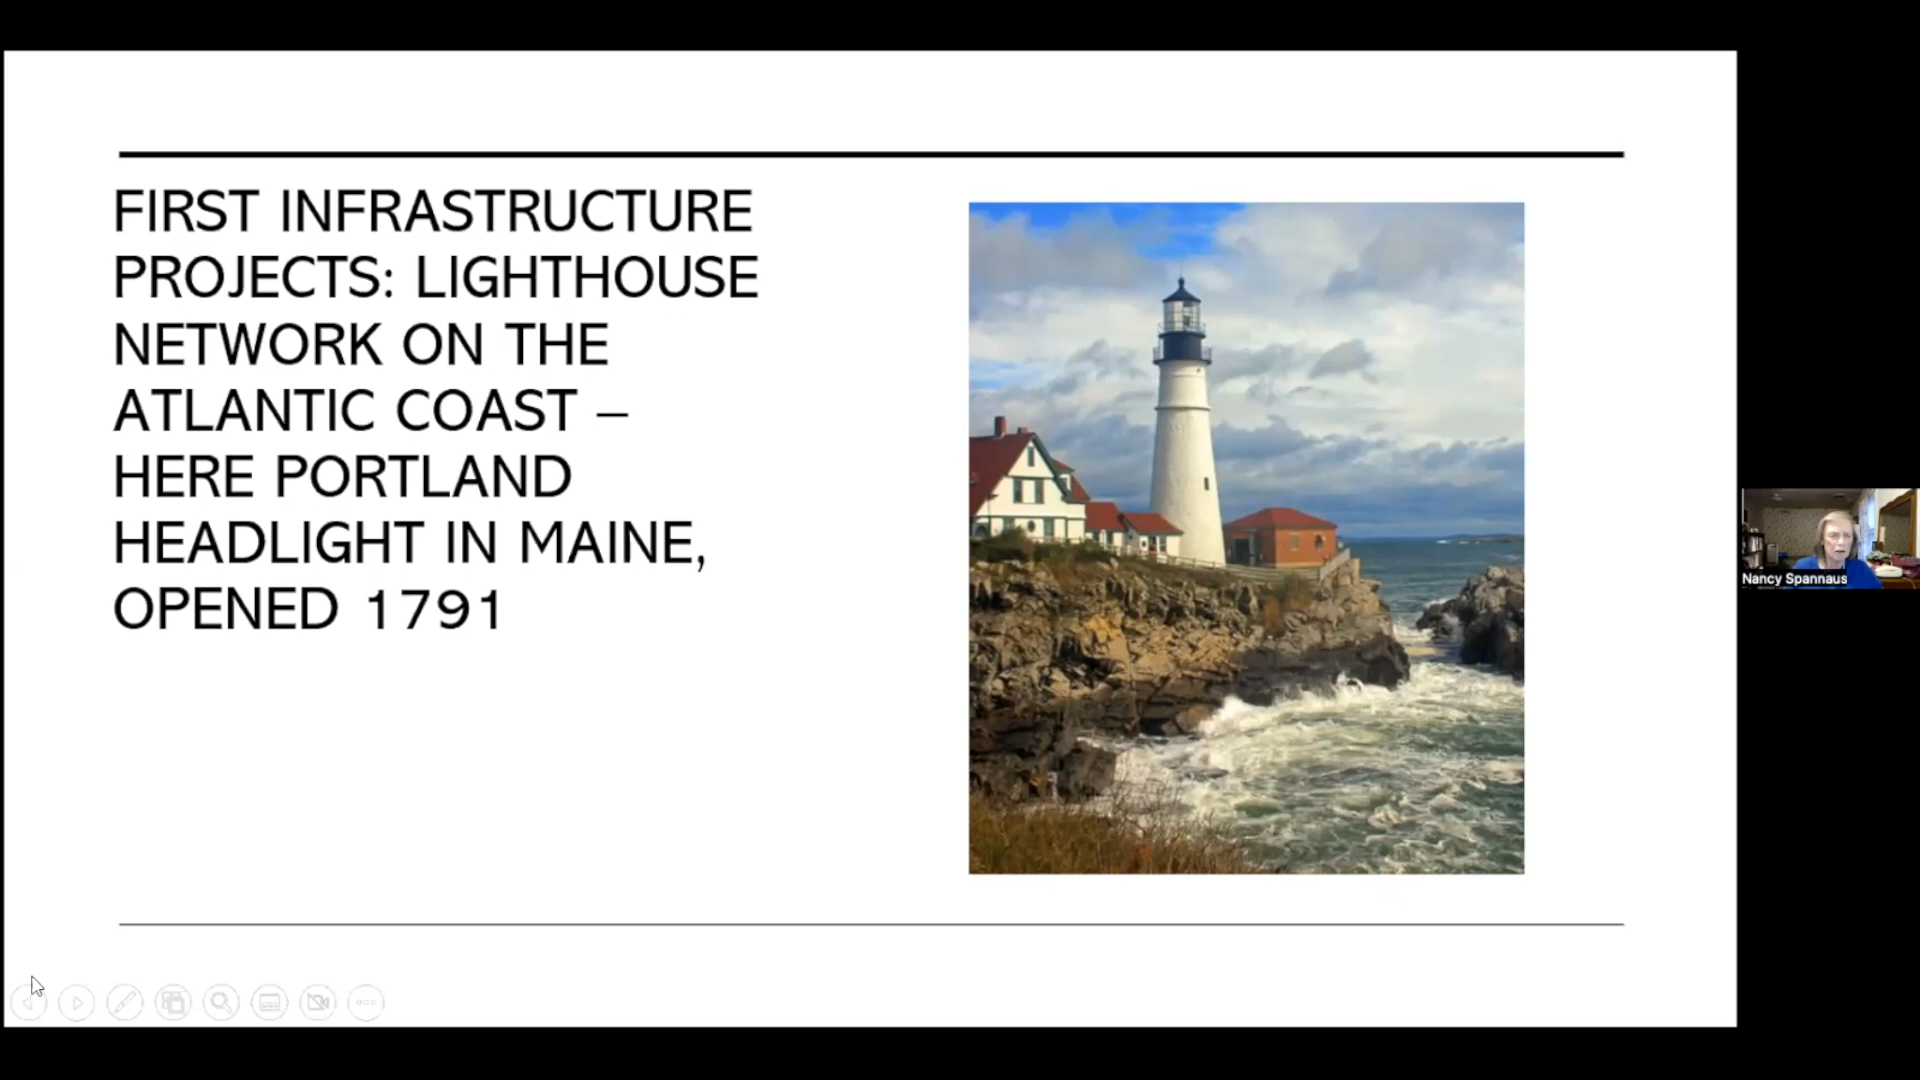 FIRST INFRASTRUCTURE
PROJECTS: LIGHTHOUSE
NETWORK ON THE
ATLANTIC COAST –
HERE PORTLAND
HEADLIGHT IN MAINE,
OPENED 1791
Nancy Spannaus